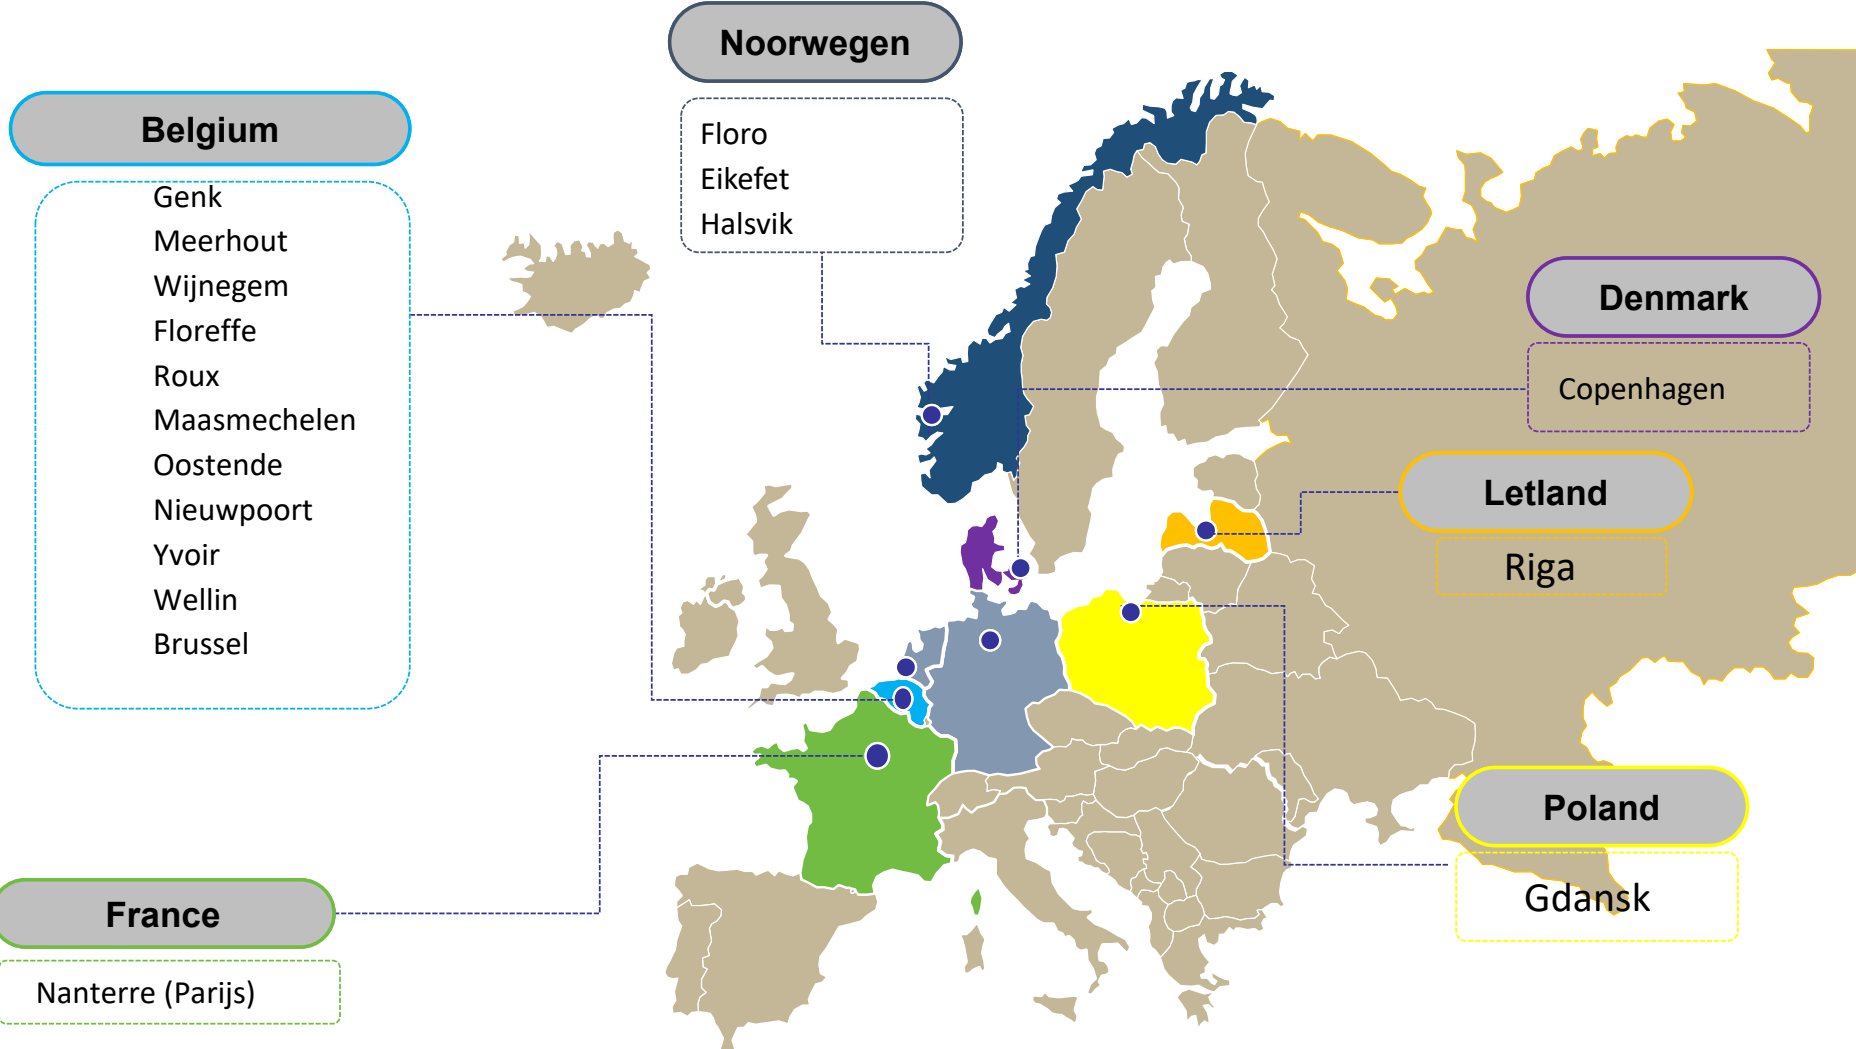 Noorwegen
Floro
Eikefet
Halsvik
Belgium
Genk
Meerhout
Wijnegem
Floreffe
Roux
Maasmechelen
Oostende
Nieuwpoort
Yvoir
Wellin
Brussel
Denmark
Copenhagen
Letland
Riga
Poland
Gdansk
France
Nanterre (Parijs)